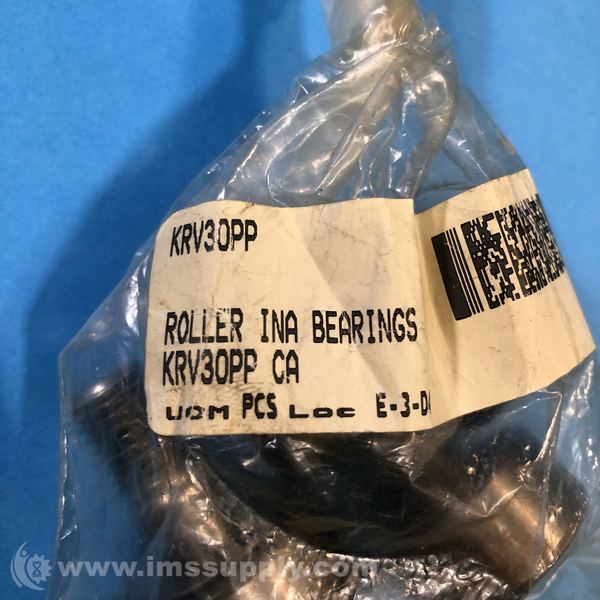 KRV30PP
ROLLER INA BEARINGS
KRV30PP CA
UOM PCS Loc E-3-D
www.imssupply.com